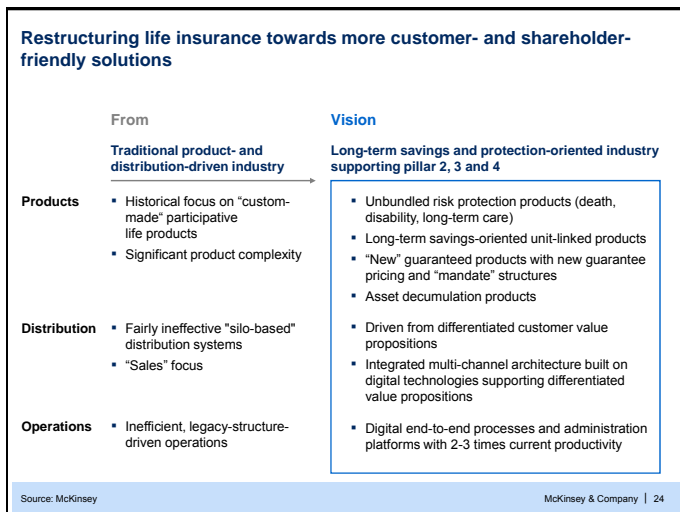 Restructuring life insurance towards more customer- and shareholder-
friendly solutions
From
Vision
Traditional product- and
distribution-driven industry
Long-term savings and protection-oriented industry
supporting pillar 2, 3 and 4
Products
▪ Historical focus on “custom-
made“ participative
life products
▪ Significant product complexity
▪ Unbundled risk protection products (death,
disability, long-term care)
▪ Long-term savings-oriented unit-linked products
▪ “New” guaranteed products with new guarantee
pricing and “mandate” structures
▪ Asset decumulation products
Distribution
▪ Fairly ineffective "silo-based"
distribution systems
▪ “Sales” focus
▪ Driven from differentiated customer value
propositions
▪ Integrated multi-channel architecture built on
digital technologies supporting differentiated
value propositions
Operations
▪ Inefficient, legacy-structure-
driven operations
▪ Digital end-to-end processes and administration
platforms with 2-3 times current productivity
Source: McKinsey
McKinsey & Company | 24